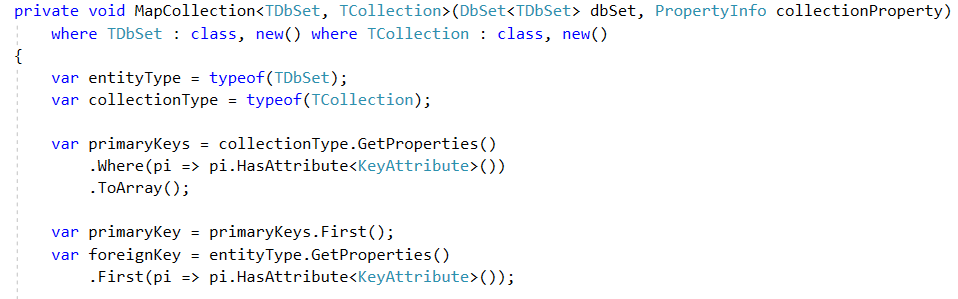 private void MapCollection<TDbSet, TCollection>(DbSet<TDbSet> dbSet, PropertyInfo collectionProperty)
    where TDbSet : class, new() where TCollection : class, new()
{
    var entityType = typeof(TDbSet);
    var collectionType = typeof(TCollection);

    var primaryKeys = collectionType.GetProperties()
        .Where(pi => pi.HasAttribute<KeyAttribute>())
        .ToArray();

    var primaryKey = primaryKeys.First();
    var foreignKey = entityType.GetProperties()
        .First(pi => pi.HasAttribute<KeyAttribute>());